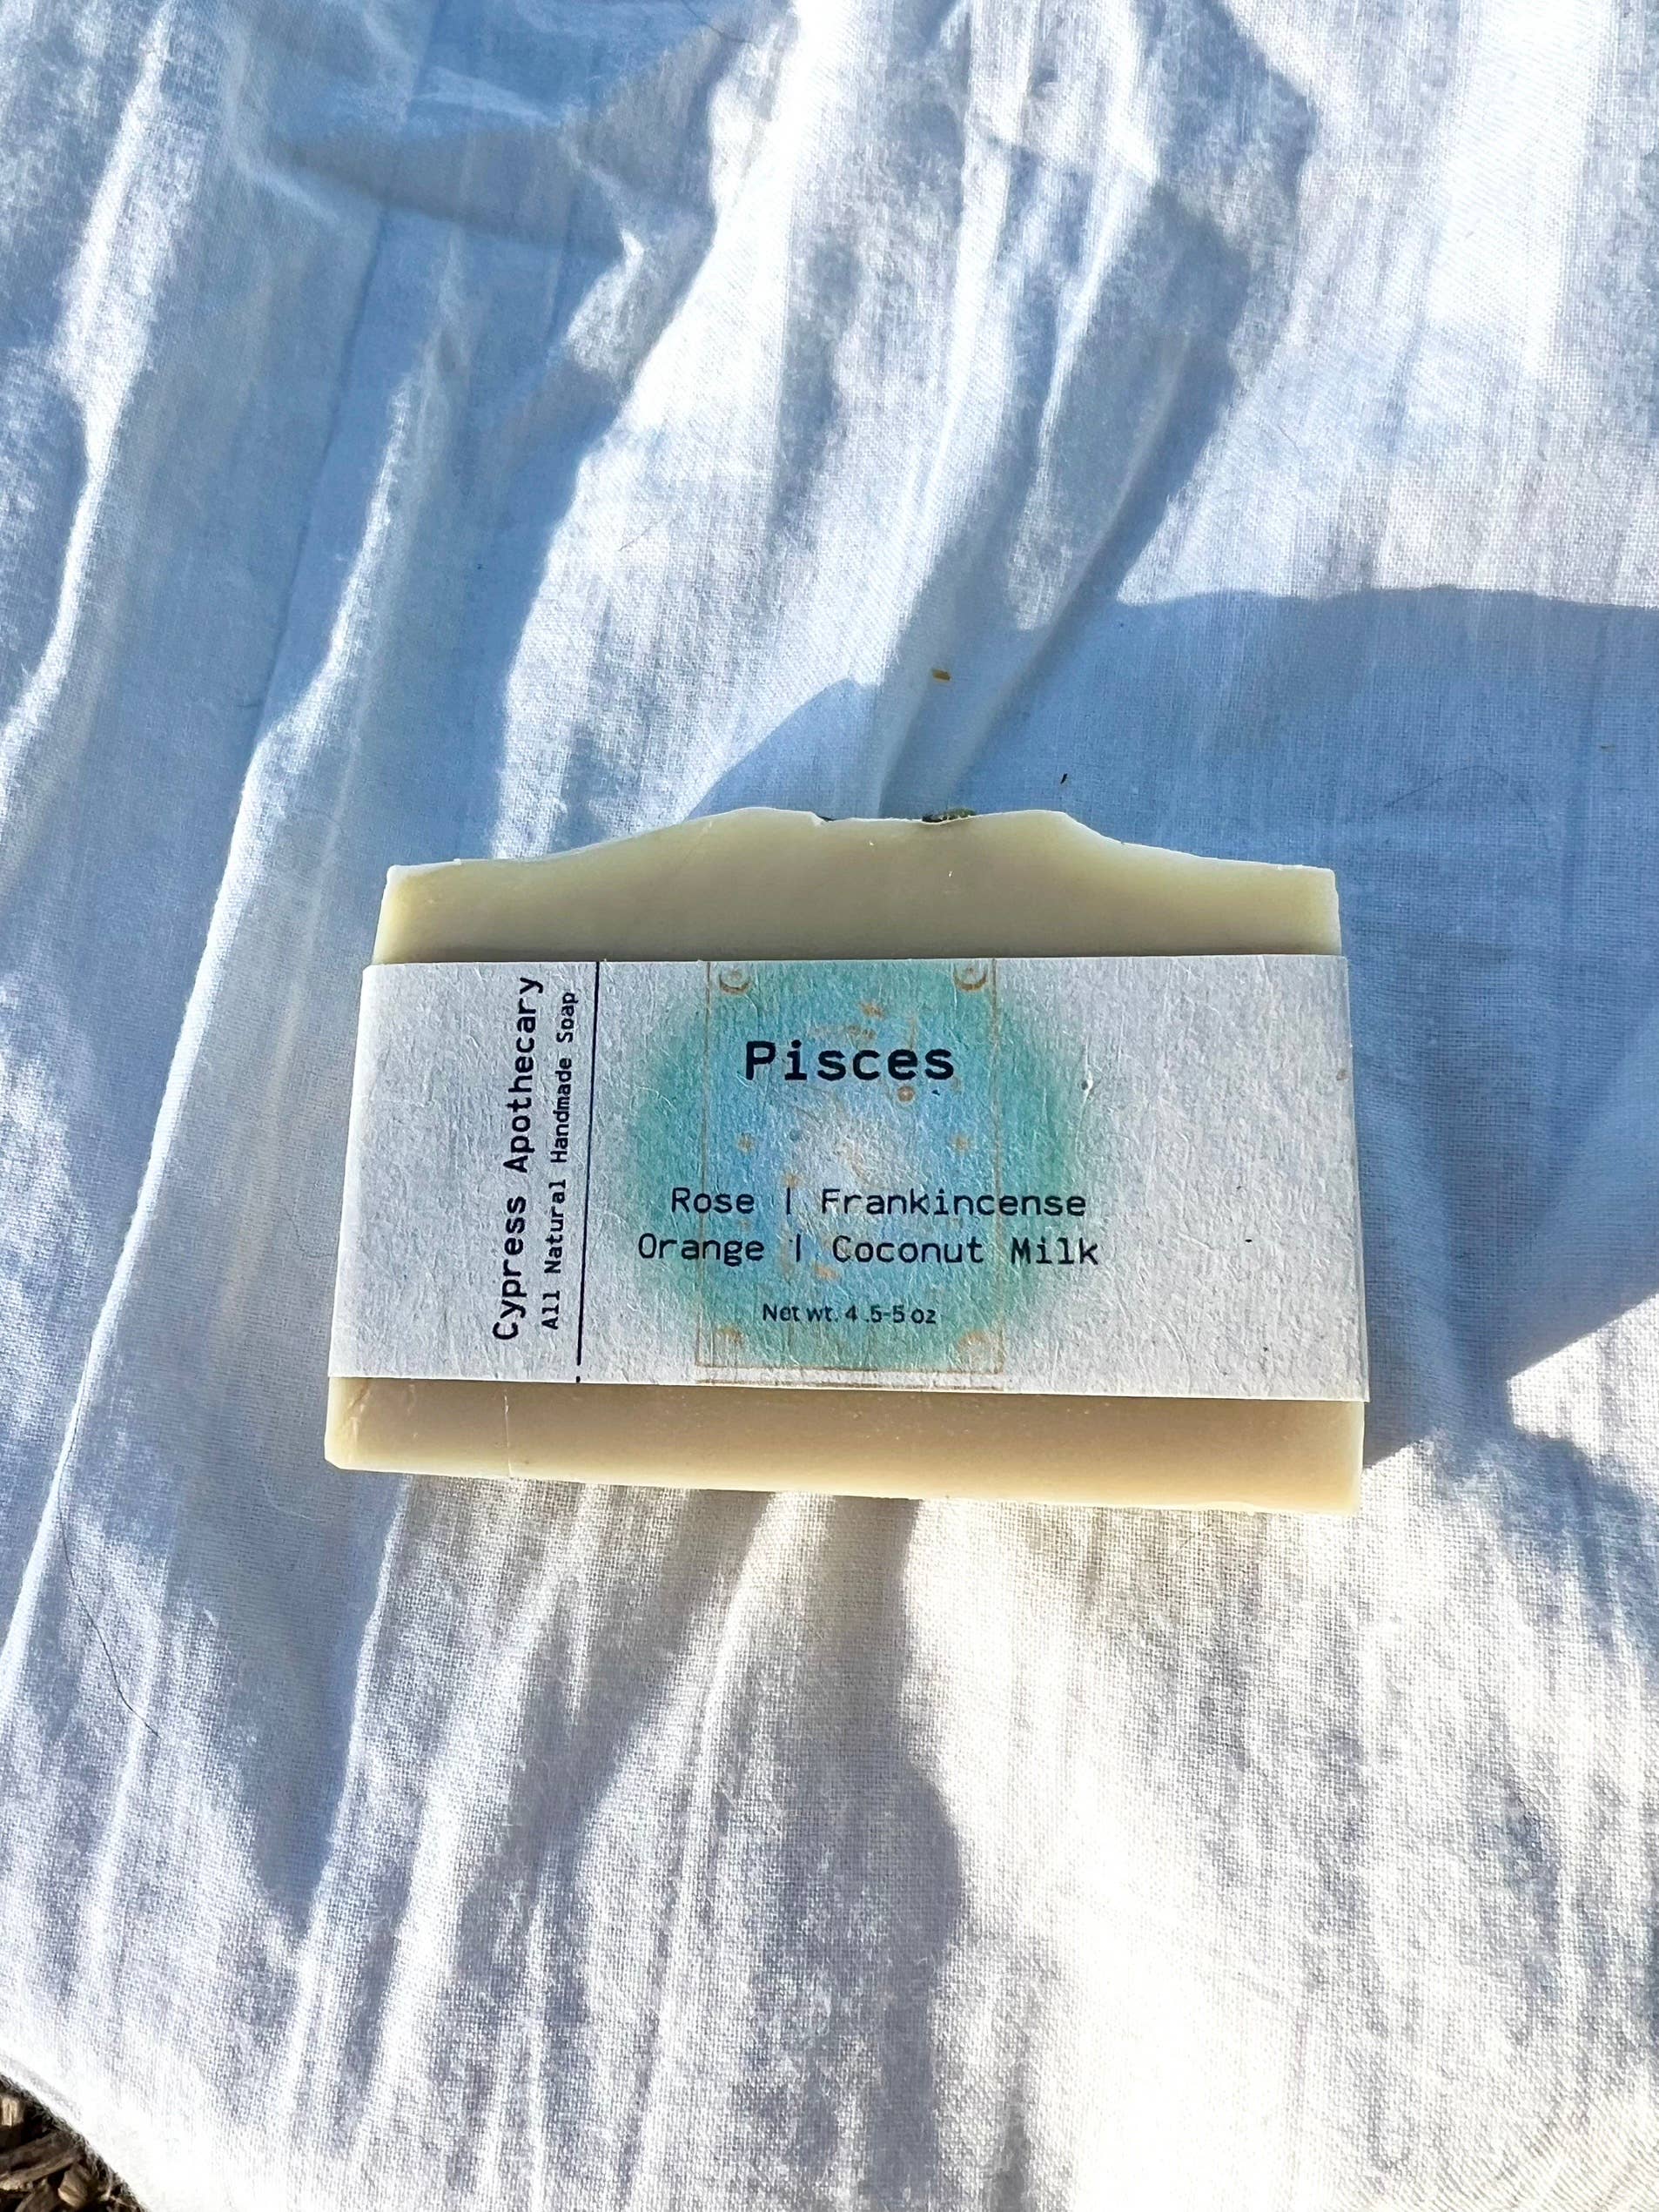 Cypress Apothecary
All Natural Handmade Soap
Pisces
Rose | Frankincense
Orange | Coconut Milk
Net wt. 4.5-5 oz